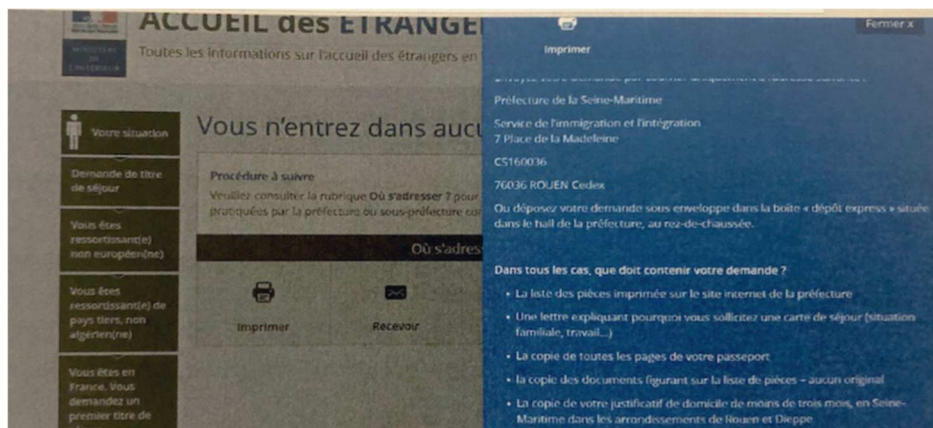 ACCUEIL des ETRANGE
Toutes les informations sur l'accueil des étrangers en
MINISTÈRE
DE
L'INTÉRIEUR
Votre situation
Demande de titre
de séjour
Vous êtes
ressortissant(e)
non européen(ne)
Vous êtes
ressortissant(e) de
pays tiers, non
algérien(ne)
Vous êtes en
France. Vous
demandez un
premier titre de
Vous n'entrez dans aucu
Procédure à suivre
Veuillez consulter la rubrique Où s'adresser ? pour
pratiquées par la préfecture ou sous-préfecture
Où s'adres
Imprimer
Recevoir
Imprimer
Fermer x
Préfecture de la Seine-Maritime
Service de l'immigration et l'intégration
7 Place de la Madeleine
CS160036
76036 ROUEN Cedex
Ou déposez votre demande sous enveloppe dans la boîte « dépôt express » située
dans le hall de la préfecture, au rez-de-chaussée.
Dans tous les cas, que doit contenir votre demande ?
• La liste des pièces imprimée sur le site internet de la préfecture
• Une lettre expliquant pourquoi vous sollicitez une carte de séjour (situation
familiale, travail...)
• La copie de toutes les pages de votre passeport
• la copie des documents figurant sur la liste de pièces – aucun original
• La copie de votre justificatif de domicile de moins de trois mois, en Seine-
Maritime dans les arrondissements de Rouen et Dieppe